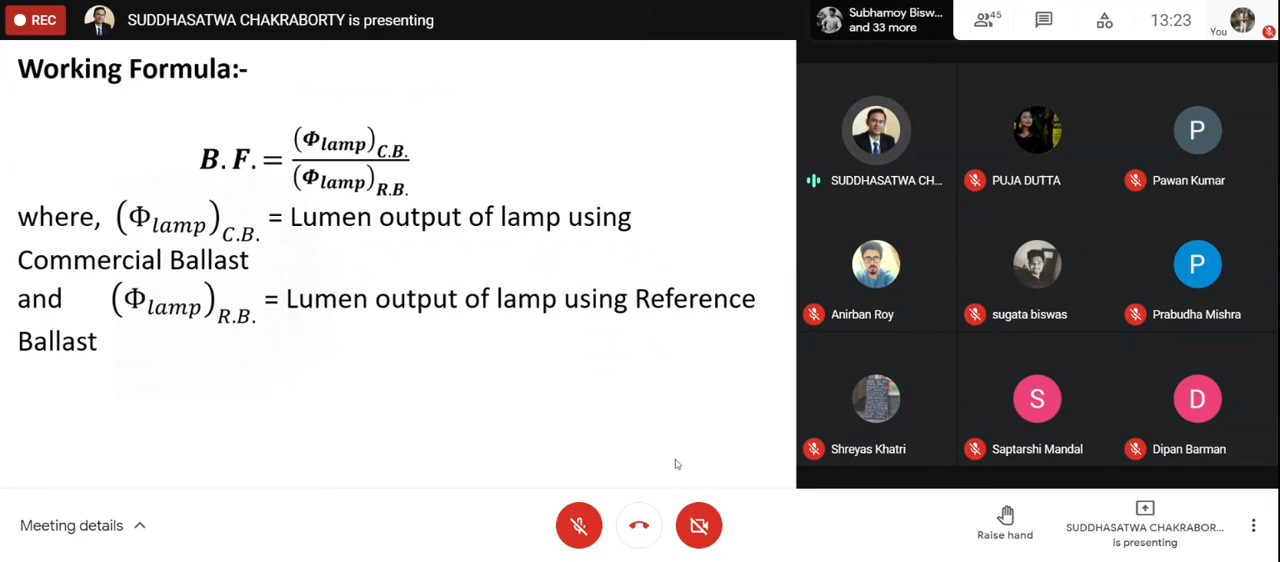 REC
SUDDHASATWA CHAKRABORTY is presenting
Subhamoy Bisw...
and 33 more
45
13:23
You
Working Formula:-
B. F. = (Φlamp)C.B. / (Φlamp)R.B.
where, (Φlamp)C.B. = Lumen output of lamp using
Commercial Ballast
and (Φlamp)R.B. = Lumen output of lamp using Reference
Ballast
SUDDHASATWA CH...
PUJA DUTTA
P
Pawan Kumar
Anirban Roy
sugata biswas
P
Prabudha Mishra
Shreyas Khatri
S
Saptarshi Mandal
D
Dipan Barman
Meeting details
Raise hand
SUDDHASATWA CHAKRABOR...
is presenting